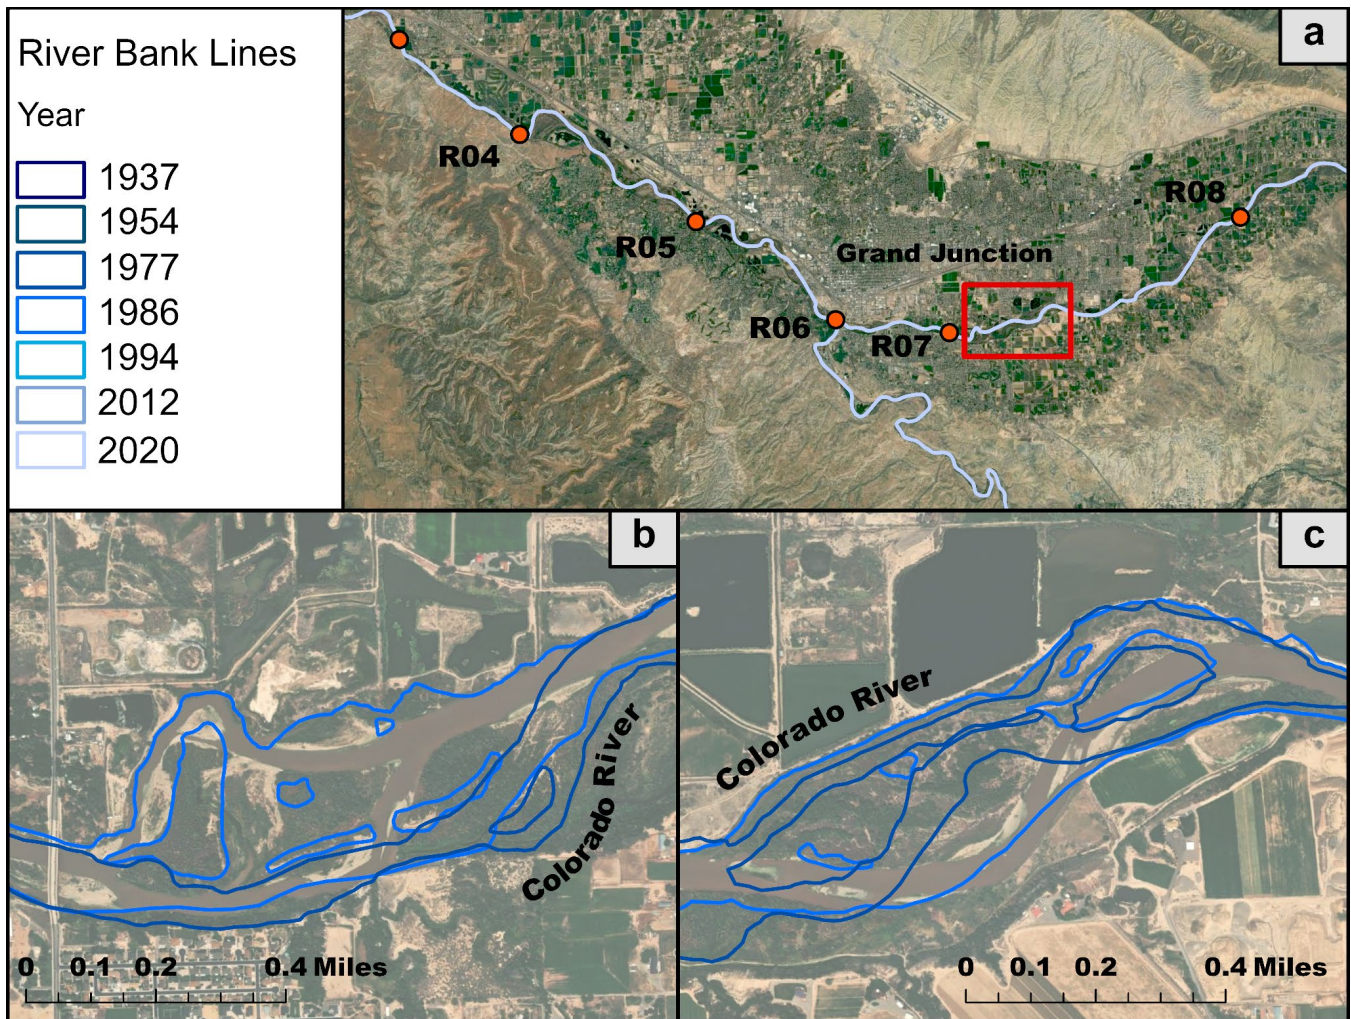 River Bank Lines
Year
1937
1954
1977
1986
1994
2012
2020
a
R04
R05
R06
R07
R08
Grand Junction
b
Colorado River
0 0.1 0.2 0.4 Miles
c
Colorado River
0 0.1 0.2 0.4 Miles